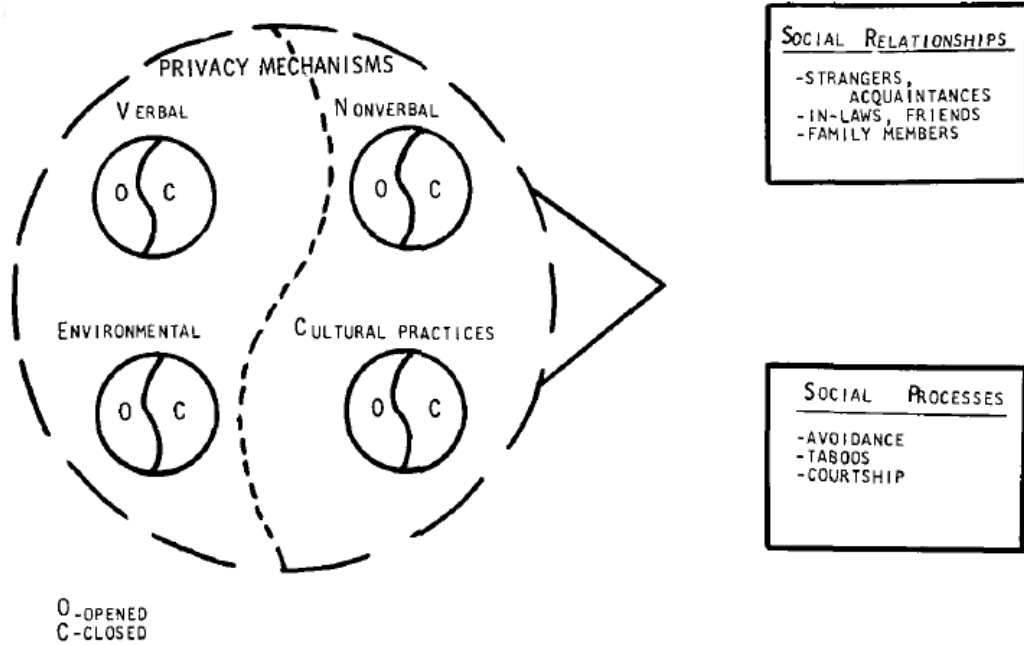 PRIVACY MECHANISMS
VERBAL
O C
NONVERBAL
O C
ENVIRONMENTAL
O C
CULTURAL PRACTICES
O C
O-OPENED
C-CLOSED
SOCIAL RELATIONSHIPS
-STRANGERS,
ACQUAINTANCES
-IN-LAWS, FRIENDS
-FAMILY MEMBERS
SOCIAL PROCESSES
-AVOIDANCE
-TABOOS
-COURTSHIP